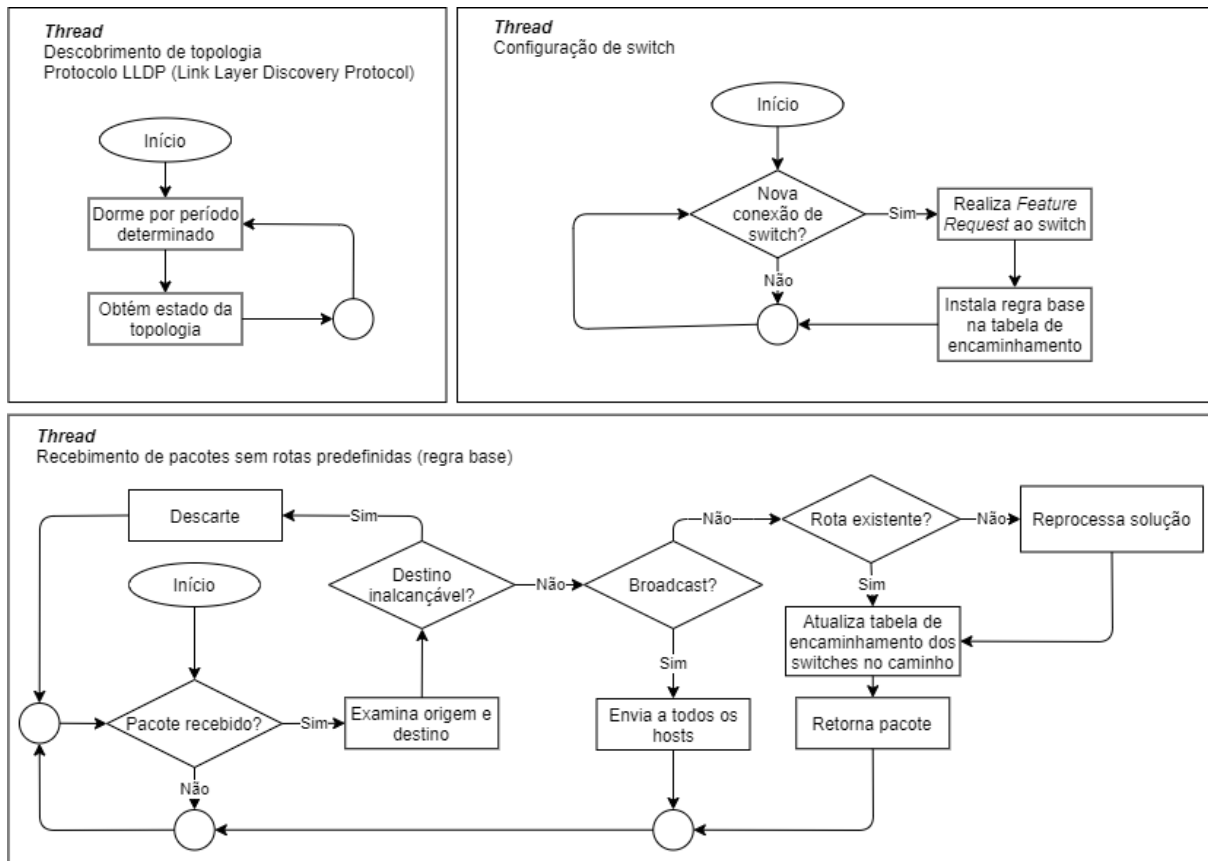 Thread
Descobrimento de topologia
Protocolo LLDP (Link Layer Discovery Protocol)
Início
Dorme por período
determinado
Obtém estado da
topologia
Thread
Configuração de switch
Início
Nova
conexão de
switch?
Sim
Realiza Feature
Request ao switch
Não
Instala regra base
na tabela de
encaminhamento
Thread
Recebimento de pacotes sem rotas predefinidas (regra base)
Descarte
Sim
Início
Destino
inalcançável?
Não
Broadcast?
Não
Rota existente?
Não
Reprocessa solução
Sim
Atualiza tabela de
encaminhamento dos
switches no caminho
Sim
Pacote recebido?
Sim
Examina origem e
destino
Envia a todos os
hosts
Retorna pacote
Não